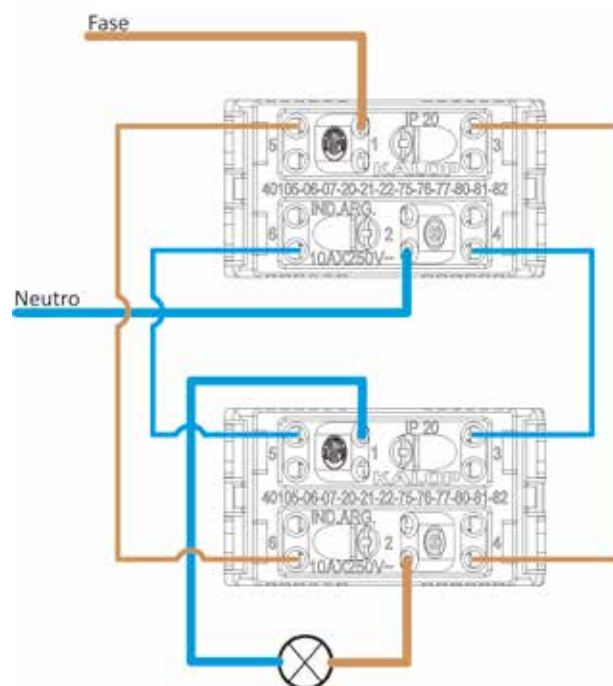 Fase
IP 20
5
1
3
KALOP
40105-06-07-20-21-22-75-76-77-80-81-82
IND.ARG.
6
2
4
10AX250V~
Neutro
IP 20
5
1
3
KALOP
40105-06-07-20-21-22-75-76-77-80-81-82
IND.ARG.
6
2
4
10AX250V~